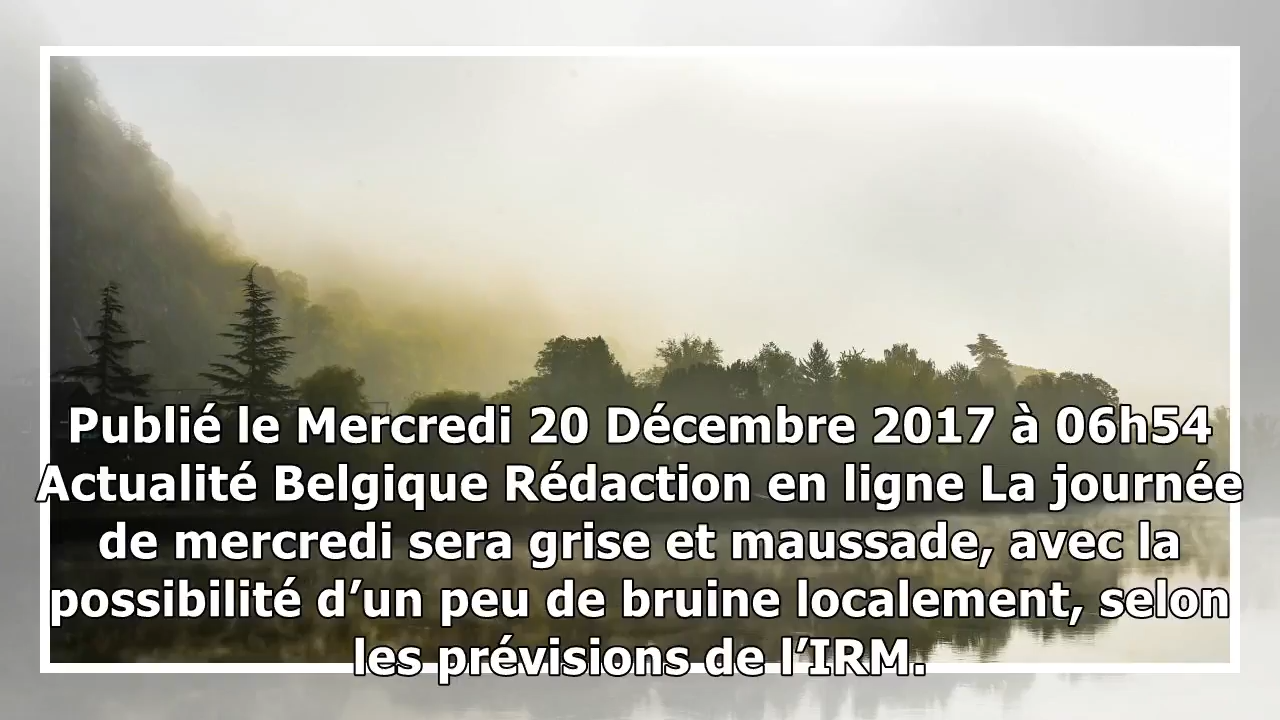 Publié le Mercredi 20 Décembre 2017 à 06h54
Actualité Belgique Rédaction en ligne La journée
de mercredi sera grise et maussade, avec la
possibilité d’un peu de bruine localement, selon
les prévisions de l’IRM.